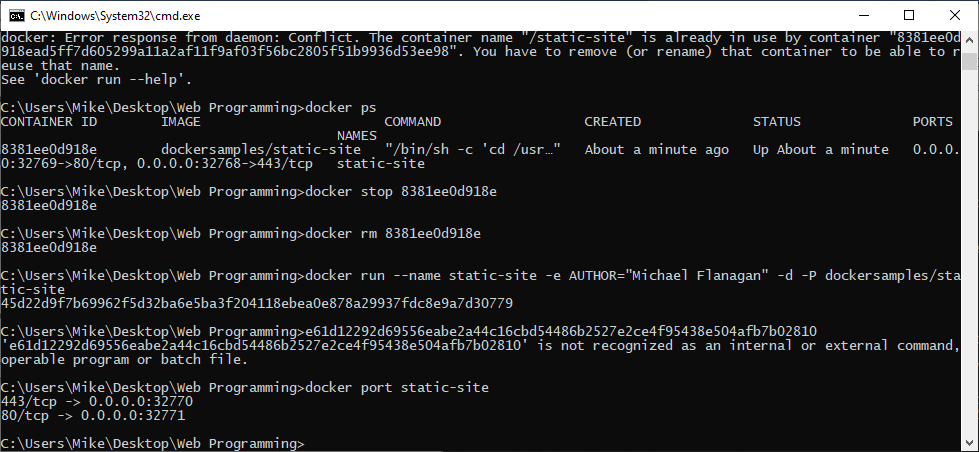 C:\Windows\System32\cmd.exe
docker: Error response from daemon: Conflict. The container name "/static-site" is already in use by container "8381ee0d
918ead5ff7d605299a11a2af11f9af03f56bc2805f51b9936d53ee98". You have to remove (or rename) that container to be able to r
euse that name.
See 'docker run --help'.
C:\Users\Mike\Desktop\Web Programming>docker ps
CONTAINER ID        IMAGE                       COMMAND                  CREATED              STATUS              PORTS
                                          NAMES
8381ee0d918e        dockersamples/static-site   "/bin/sh -c 'cd /usr…"   About a minute ago   Up About a minute   0.0.0.
0:32769->80/tcp, 0.0.0.0:32768->443/tcp   static-site
C:\Users\Mike\Desktop\Web Programming>docker stop 8381ee0d918e
8381ee0d918e
C:\Users\Mike\Desktop\Web Programming>docker rm 8381ee0d918e
8381ee0d918e
C:\Users\Mike\Desktop\Web Programming>docker run --name static-site -e AUTHOR="Michael Flanagan" -d -P dockersamples/sta
tic-site
45d22d9f7b69962f5d32ba6e5ba3f204118ebea0e878a29937fdc8e9a7d30779
C:\Users\Mike\Desktop\Web Programming>e61d12292d69556eabe2a44c16cbd54486b2527e2ce4f95438e504afb7b02810
'e61d12292d69556eabe2a44c16cbd54486b2527e2ce4f95438e504afb7b02810' is not recognized as an internal or external command,
operable program or batch file.
C:\Users\Mike\Desktop\Web Programming>docker port static-site
443/tcp -> 0.0.0.0:32770
80/tcp -> 0.0.0.0:32771
C:\Users\Mike\Desktop\Web Programming>